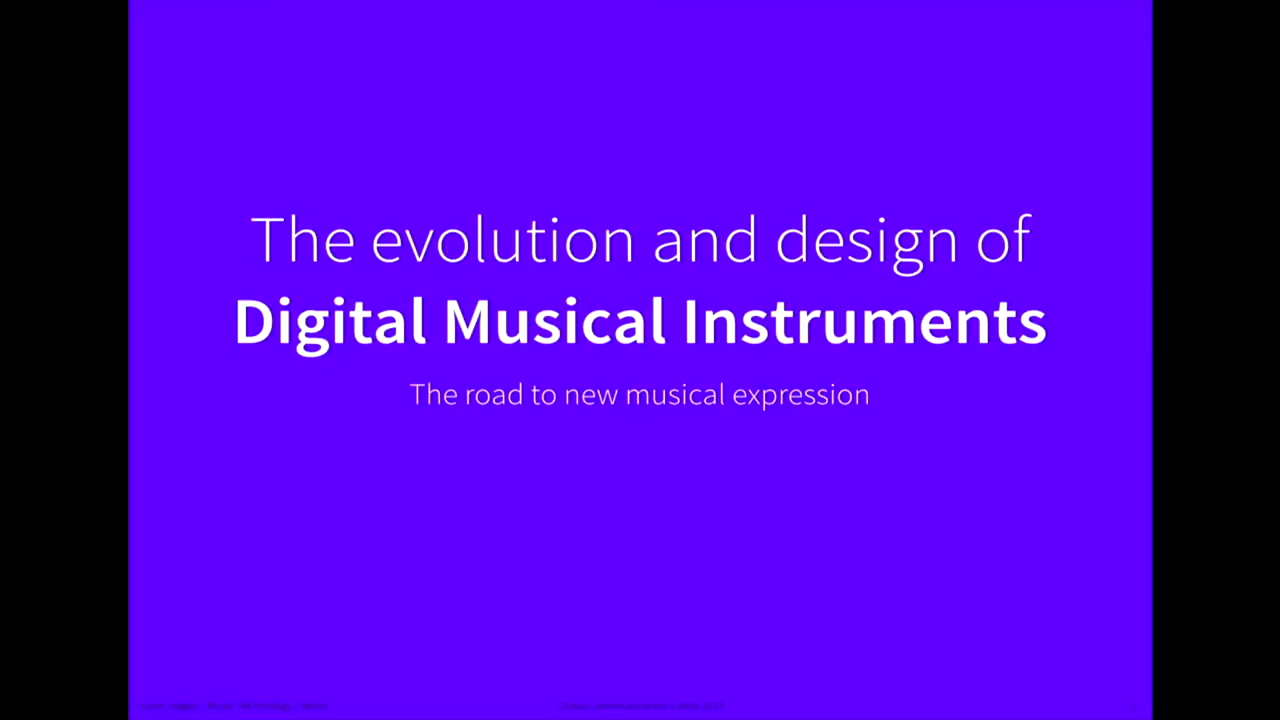 The evolution and design of
Digital Musical Instruments
The road to new musical expression